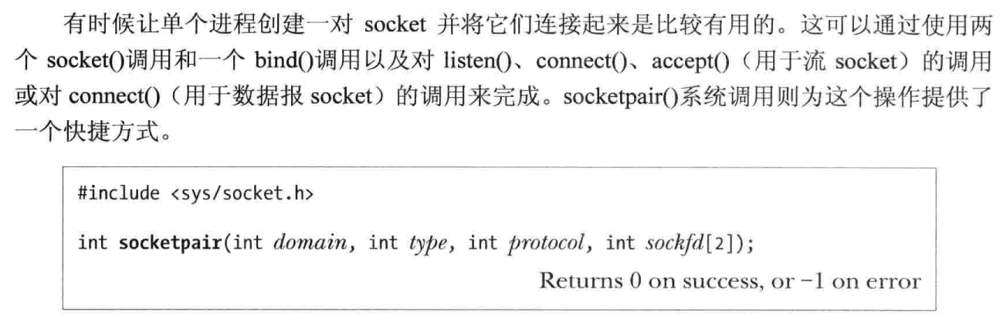 有时候让单个进程创建一对 socket 并将它们连接起来是比较有用的。这可以通过使用两
个 socket()调用和一个 bind()调用以及对 listen()、connect()、accept()（用于流 socket）的调用
或对 connect()（用于数据报 socket）的调用来完成。socketpair()系统调用则为这个操作提供了
一个快捷方式。
#include <sys/socket.h>
int socketpair(int domain, int type, int protocol, int sockfd[2]);
Returns 0 on success, or −1 on error